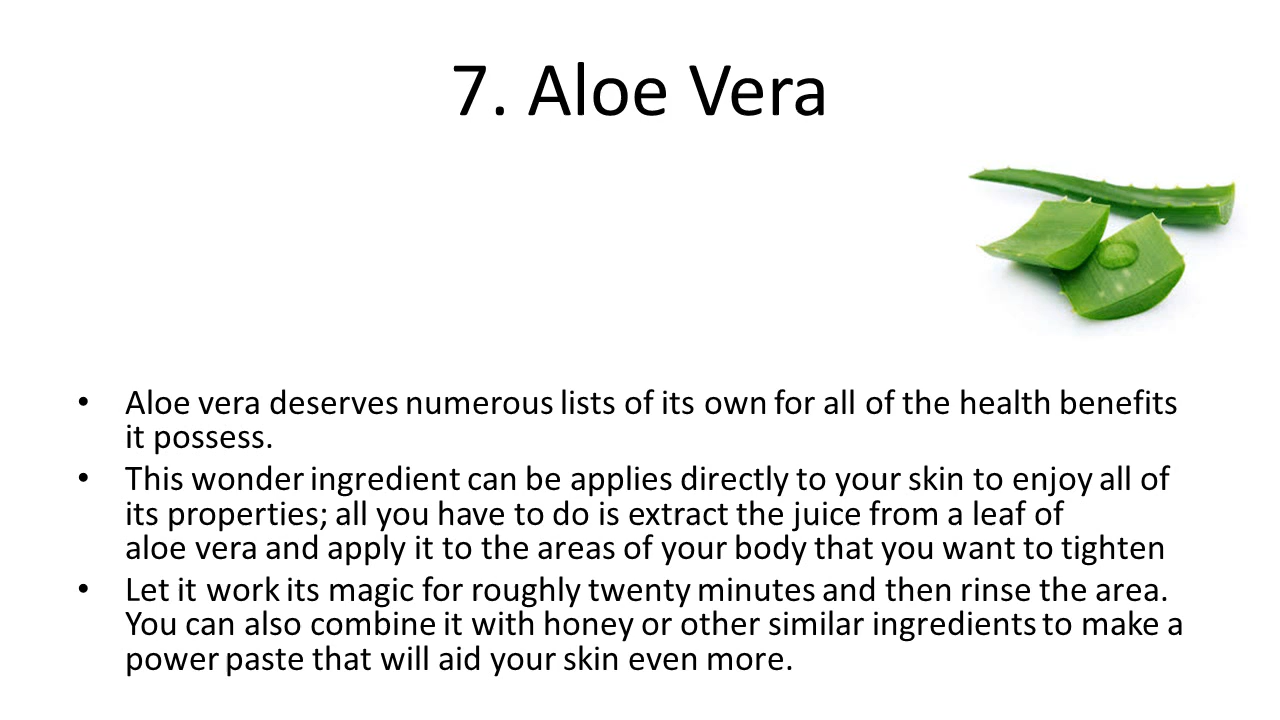 7. Aloe Vera
• Aloe vera deserves numerous lists of its own for all of the health benefits
it possess.
• This wonder ingredient can be applies directly to your skin to enjoy all of
its properties; all you have to do is extract the juice from a leaf of
aloe vera and apply it to the areas of your body that you want to tighten
• Let it work its magic for roughly twenty minutes and then rinse the area.
You can also combine it with honey or other similar ingredients to make a
power paste that will aid your skin even more.